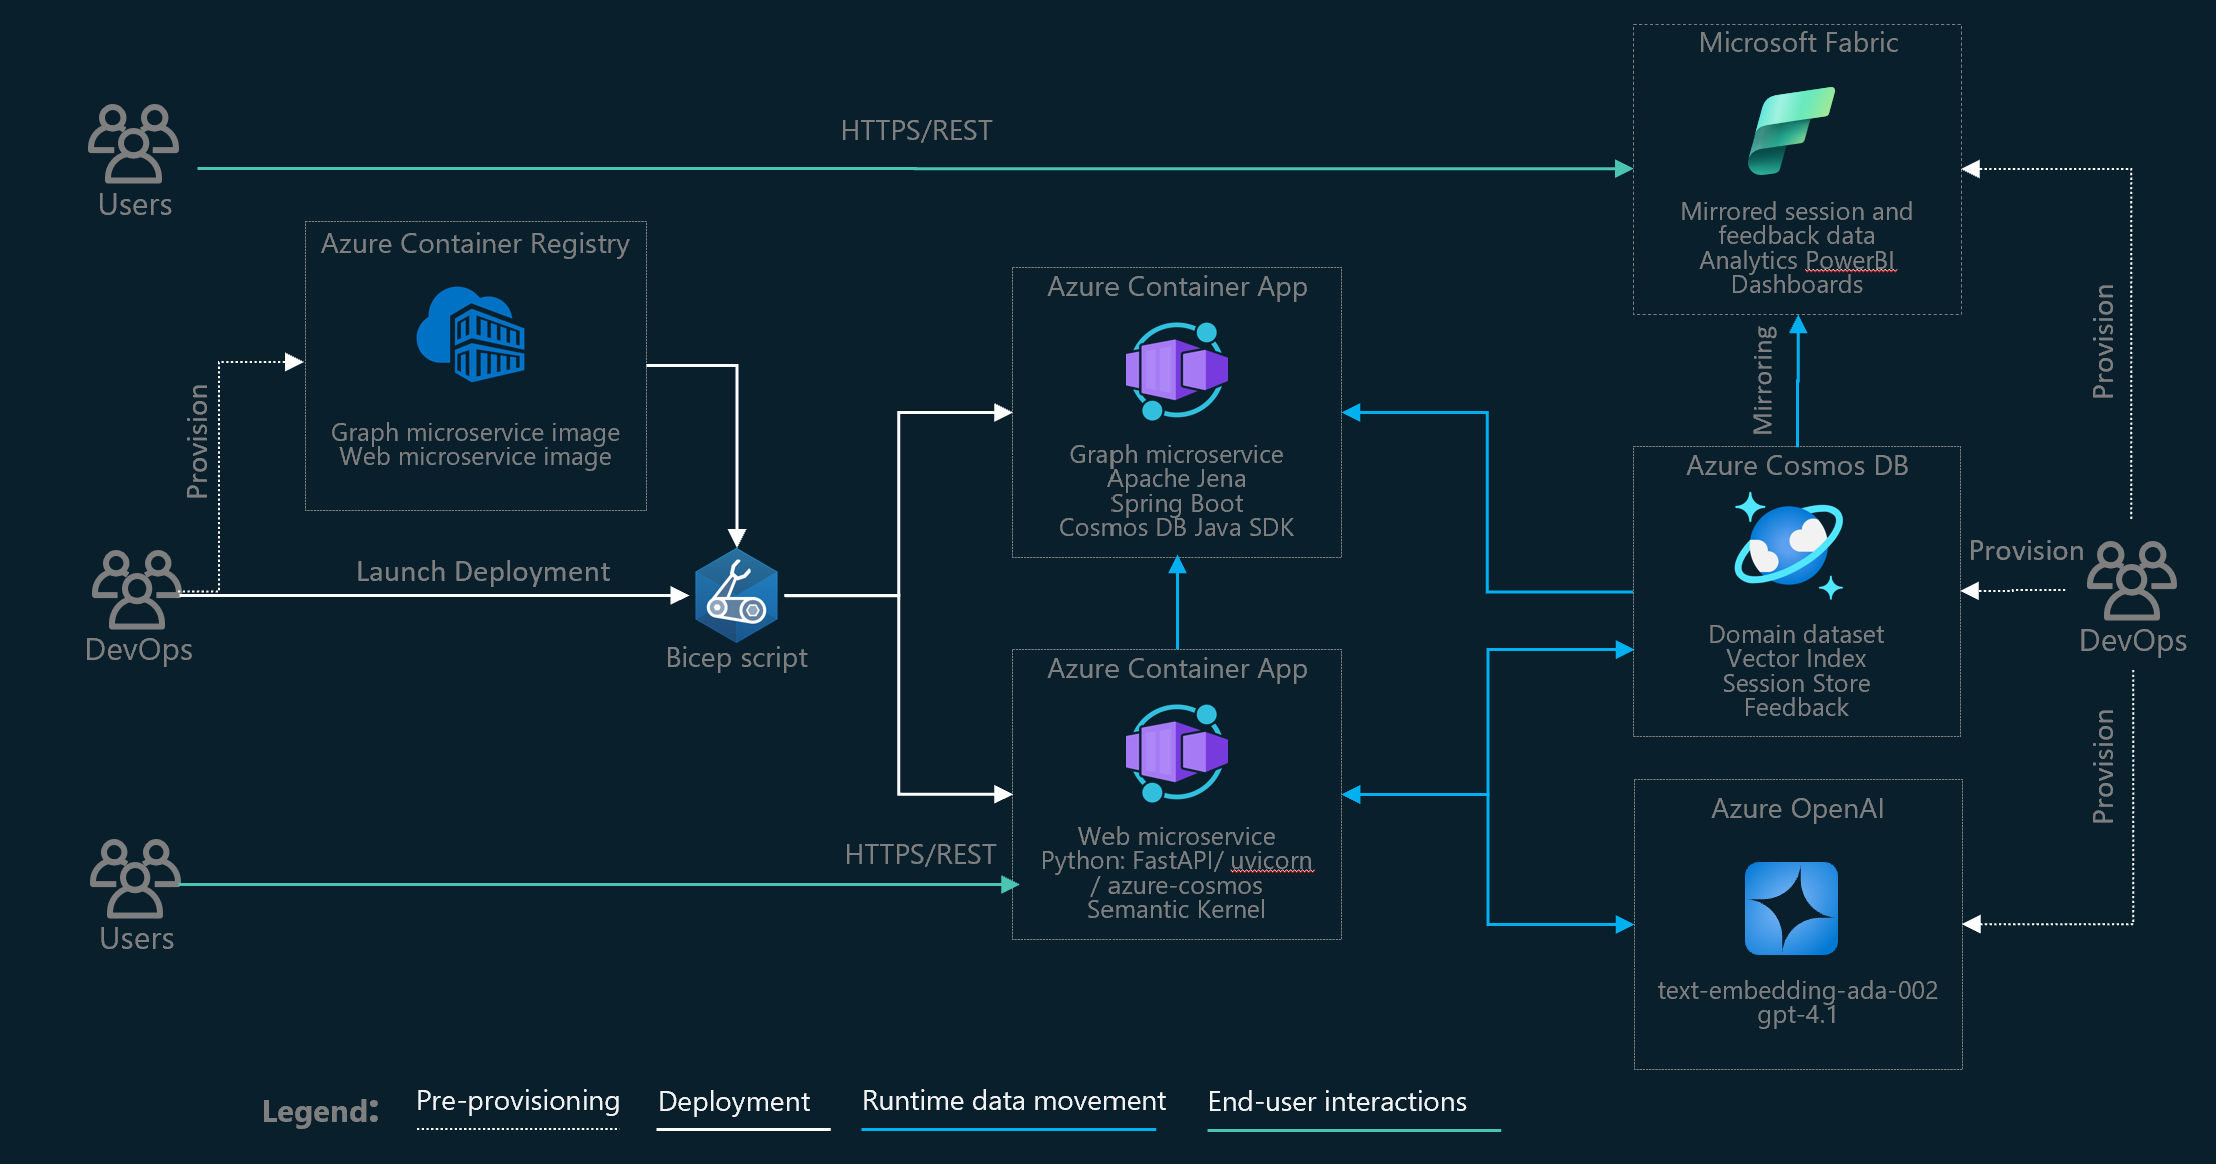 Microsoft Fabric
HTTPS/REST
Users
Mirrored session and
feedback data
Analytics PowerBI
Dashboards
Azure Container Registry
Graph microservice image
Web microservice image
Provision
Azure Container App
Graph microservice
Apache Jena
Spring Boot
Cosmos DB Java SDK
Mirroring
Provision
Azure Cosmos DB
Domain dataset
Vector Index
Session Store
Feedback
Provision
DevOps
Launch Deployment
DevOps
Bicep script
Azure Container App
Web microservice
Python: FastAPI/ uvicorn
/ azure-cosmos
Semantic Kernel
Provision
Azure OpenAI
text-embedding-ada-002
gpt-4.1
HTTPS/REST
Users
Legend:
Pre-provisioning
Deployment
Runtime data movement
End-user interactions